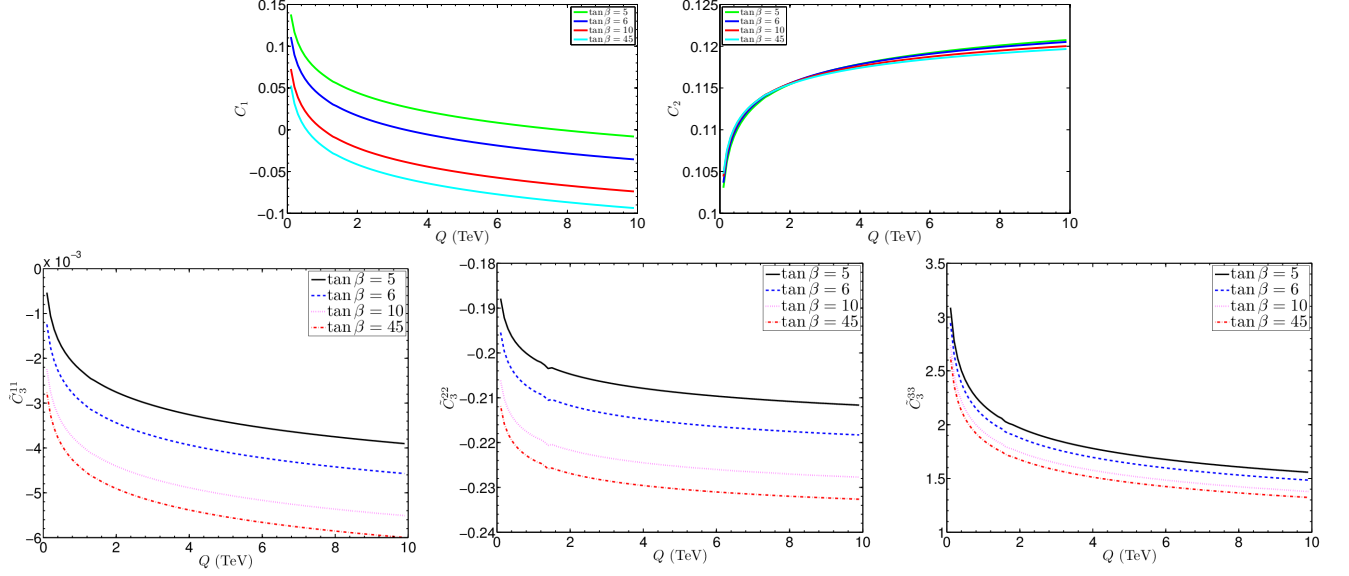 0.15
0.1
0.05
0
−0.05
−0.1
C₁
0 2 4 6 8 10
Q (TeV)
tan β = 5
tan β = 6
tan β = 10
tan β = 45
0.125
0.12
0.115
0.11
0.105
0.1
C₂
0 2 4 6 8 10
Q (TeV)
tan β = 5
tan β = 6
tan β = 10
tan β = 45
x 10⁻³
0
−1
−2
−3
−4
−5
−6
C̃₃¹¹
0 2 4 6 8 10
Q (TeV)
tan β = 5
tan β = 6
tan β = 10
tan β = 45
−0.18
−0.19
−0.2
−0.21
−0.22
−0.23
−0.24
C̃₃²²
0 2 4 6 8 10
Q (TeV)
tan β = 5
tan β = 6
tan β = 10
tan β = 45
3.5
3
2.5
2
1.5
1
C̃₃³³
0 2 4 6 8 10
Q (TeV)
tan β = 5
tan β = 6
tan β = 10
tan β = 45